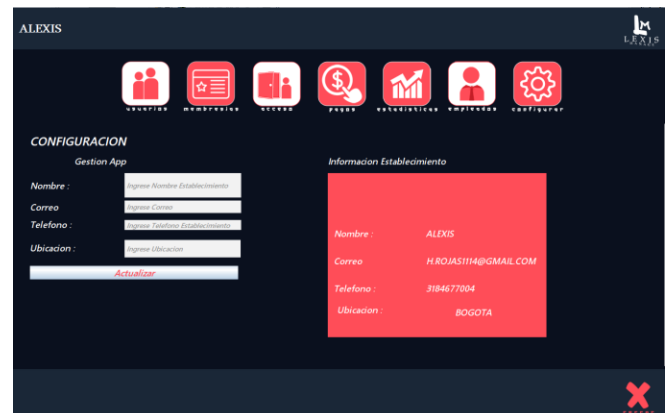 ALEXIS
LEXIS
usuarios membresias acceso pagos estadisticas empleados configurar
CONFIGURACION
Gestion App
Nombre : Ingrese Nombre Establecimiento
Correo Ingrese Correo
Telefono : Ingrese Telefono Establecimiento
Ubicacion : Ingrese Ubicacion
Actualizar
Informacion Establecimiento
Nombre : ALEXIS
Correo H.ROJAS1114@GMAIL.COM
Telefono : 3184677004
Ubicacion : BOGOTA